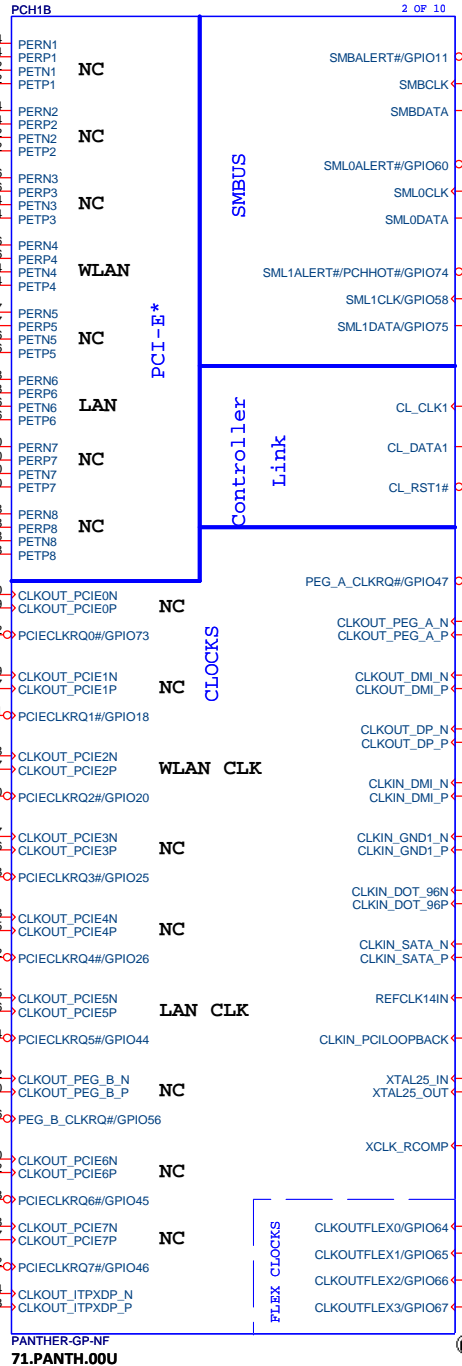 PCH1B
2 OF 10
PERN1
PERP1
PETN1
PETP1
NC
PERN2
PERP2
PETN2
PETP2
NC
PERN3
PERP3
PETN3
PETP3
NC
PERN4
PERP4
PETN4
PETP4
WLAN
PERN5
PERP5
PETN5
PETP5
NC
PERN6
PERP6
PETN6
PETP6
LAN
PERN7
PERP7
PETN7
PETP7
NC
PERN8
PERP8
PETN8
PETP8
NC
PCI-E*
SMBUS
SMBALERT#/GPIO11
SMBCLK
SMBDATA
SML0ALERT#/GPIO60
SML0CLK
SML0DATA
SML1ALERT#/PCHHOT#/GPIO74
SML1CLK/GPIO58
SML1DATA/GPIO75
Controller
Link
CL_CLK1
CL_DATA1
CL_RST1#
CLOCKS
CLKOUT_PCIE0N
CLKOUT_PCIE0P
NC
PCIECLKRQ0#/GPIO73
CLKOUT_PCIE1N
CLKOUT_PCIE1P
NC
PCIECLKRQ1#/GPIO18
CLKOUT_PCIE2N
CLKOUT_PCIE2P
WLAN CLK
PCIECLKRQ2#/GPIO20
CLKOUT_PCIE3N
CLKOUT_PCIE3P
NC
PCIECLKRQ3#/GPIO25
CLKOUT_PCIE4N
CLKOUT_PCIE4P
NC
PCIECLKRQ4#/GPIO26
CLKOUT_PCIE5N
CLKOUT_PCIE5P
LAN CLK
PCIECLKRQ5#/GPIO44
CLKOUT_PEG_B_N
CLKOUT_PEG_B_P
NC
PEG_B_CLKRQ#/GPIO56
CLKOUT_PCIE6N
CLKOUT_PCIE6P
NC
PCIECLKRQ6#/GPIO45
CLKOUT_PCIE7N
CLKOUT_PCIE7P
NC
PCIECLKRQ7#/GPIO46
CLKOUT_ITPXDP_N
CLKOUT_ITPXDP_P
PEG_A_CLKRQ#/GPIO47
CLKOUT_PEG_A_N
CLKOUT_PEG_A_P
CLKOUT_DMI_N
CLKOUT_DMI_P
CLKOUT_DP_N
CLKOUT_DP_P
CLKIN_DMI_N
CLKIN_DMI_P
CLKIN_GND1_N
CLKIN_GND1_P
CLKIN_DOT_96N
CLKIN_DOT_96P
CLKIN_SATA_N
CLKIN_SATA_P
REFCLK14IN
CLKIN_PCILOOPBACK
XTAL25_IN
XTAL25_OUT
XCLK_RCOMP
FLEX CLOCKS
CLKOUTFLEX0/GPIO64
CLKOUTFLEX1/GPIO65
CLKOUTFLEX2/GPIO66
CLKOUTFLEX3/GPIO67
PANTHER-GP-NF
71.PANTH.00U